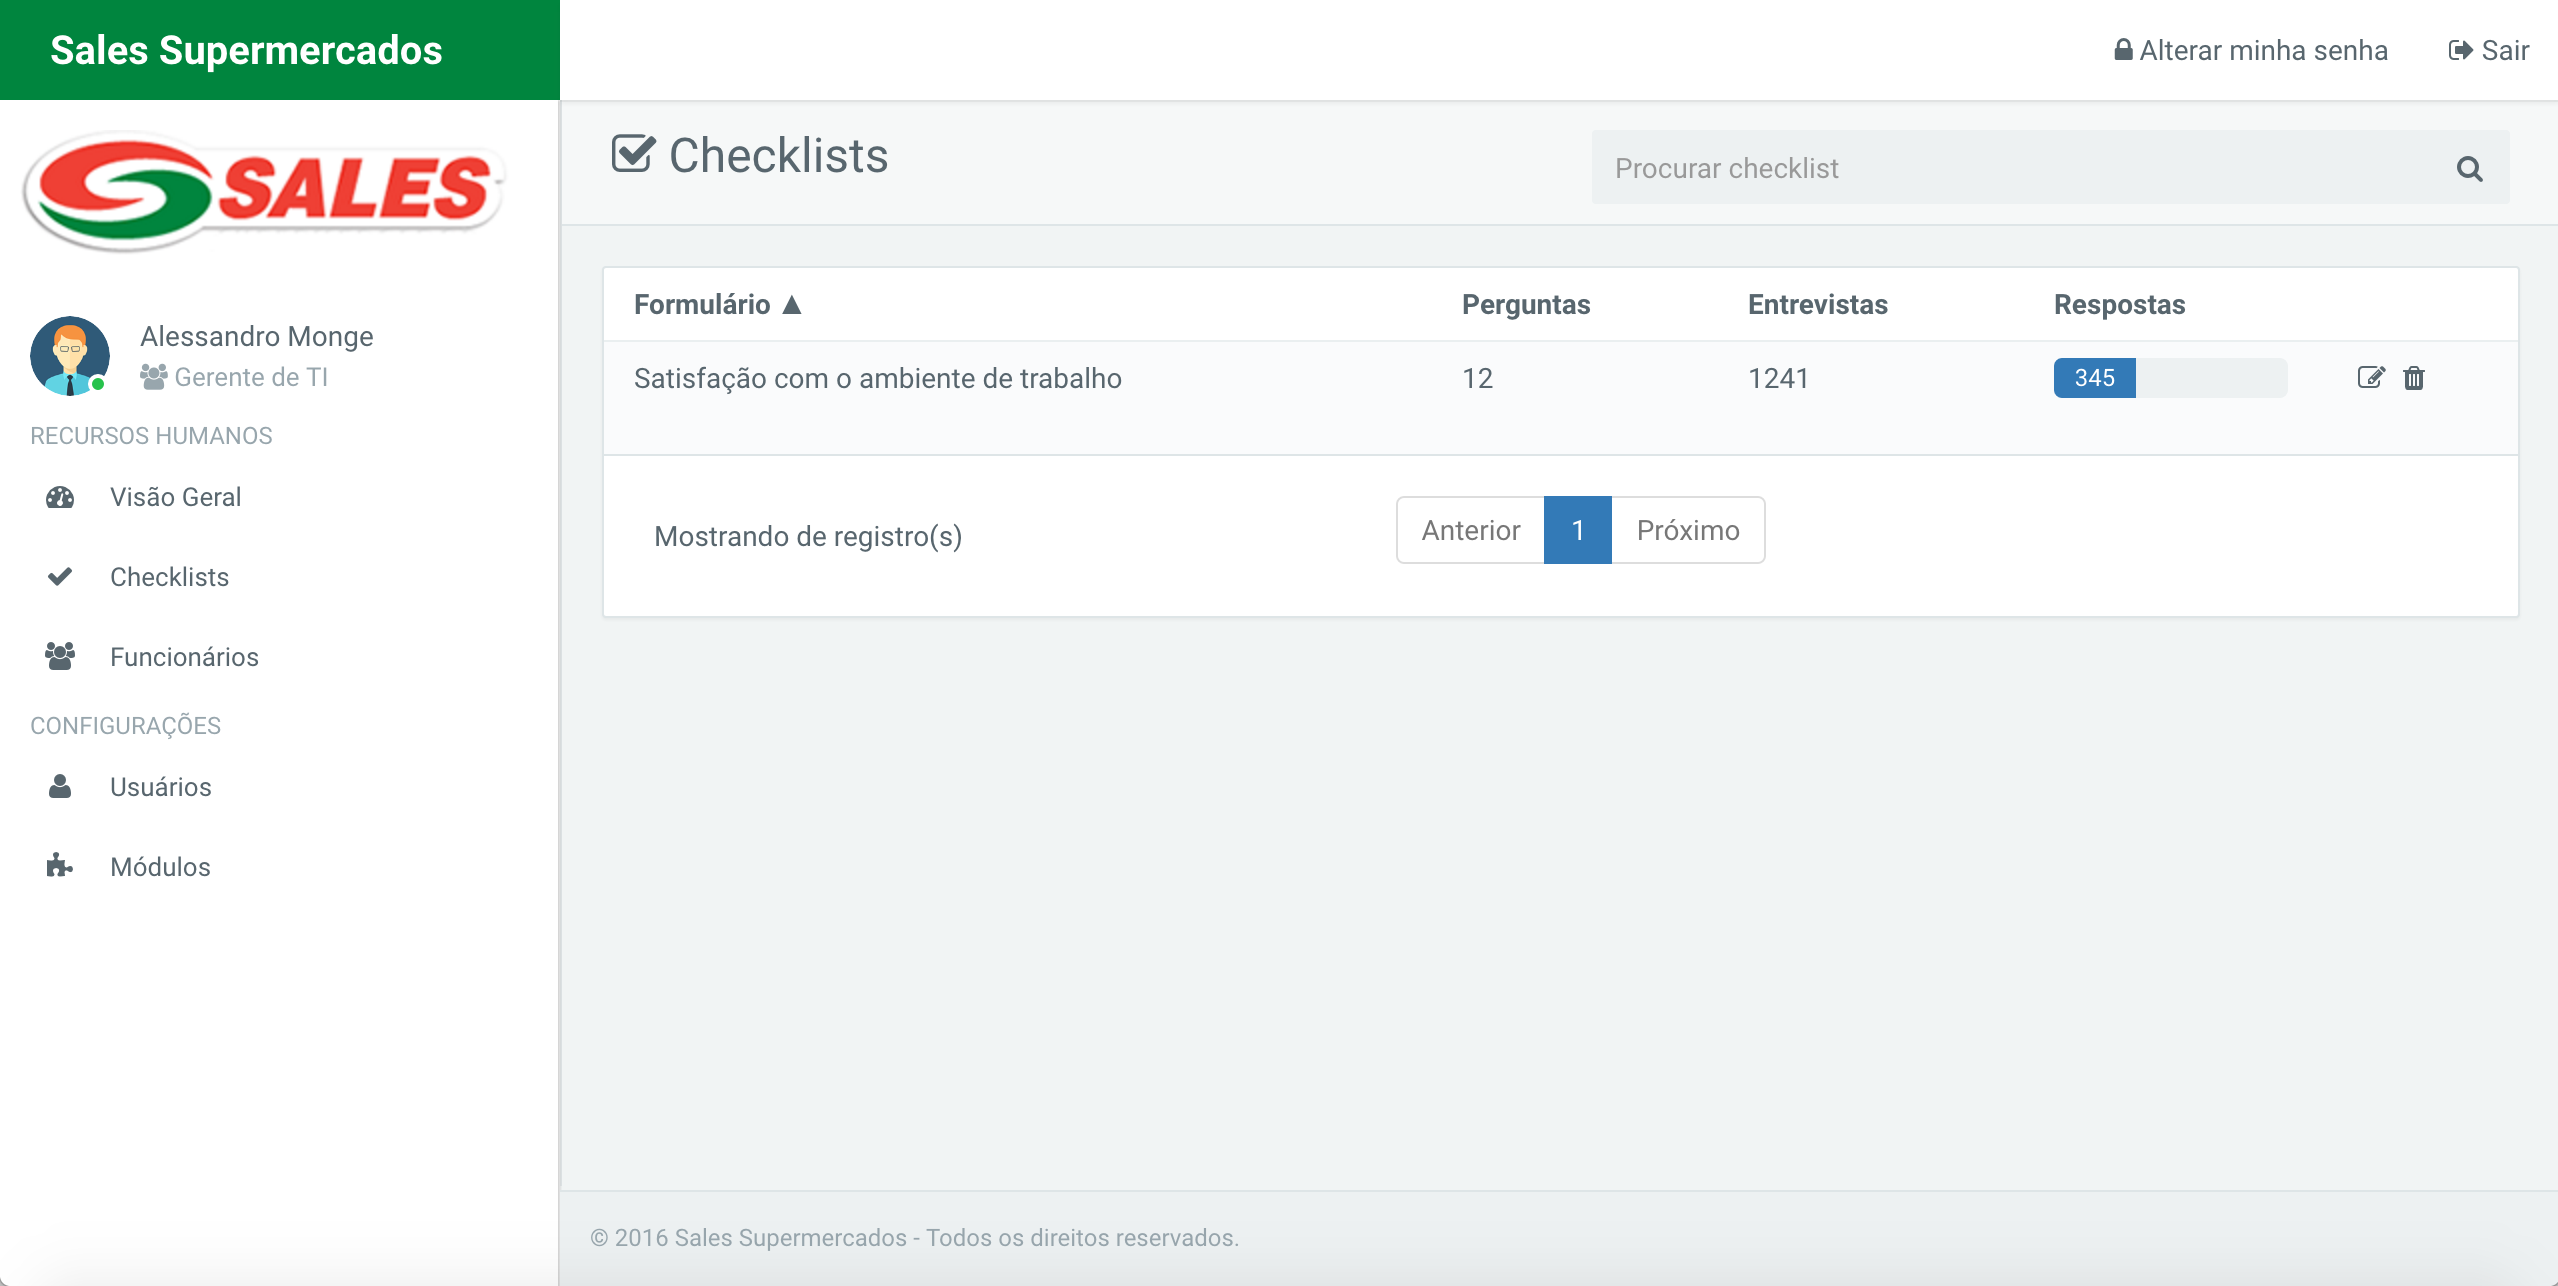 Sales Supermercados
Alterar minha senha
Sair
SALES
Alessandro Monge
Gerente de TI
RECURSOS HUMANOS
Visão Geral
Checklists
Funcionários
CONFIGURAÇÕES
Usuários
Módulos
Checklists
Procurar checklist
Formulário ▲ Perguntas Entrevistas Respostas
Satisfação com o ambiente de trabalho 12 1241 345
Mostrando de registro(s)
Anterior 1 Próximo
© 2016 Sales Supermercados - Todos os direitos reservados.